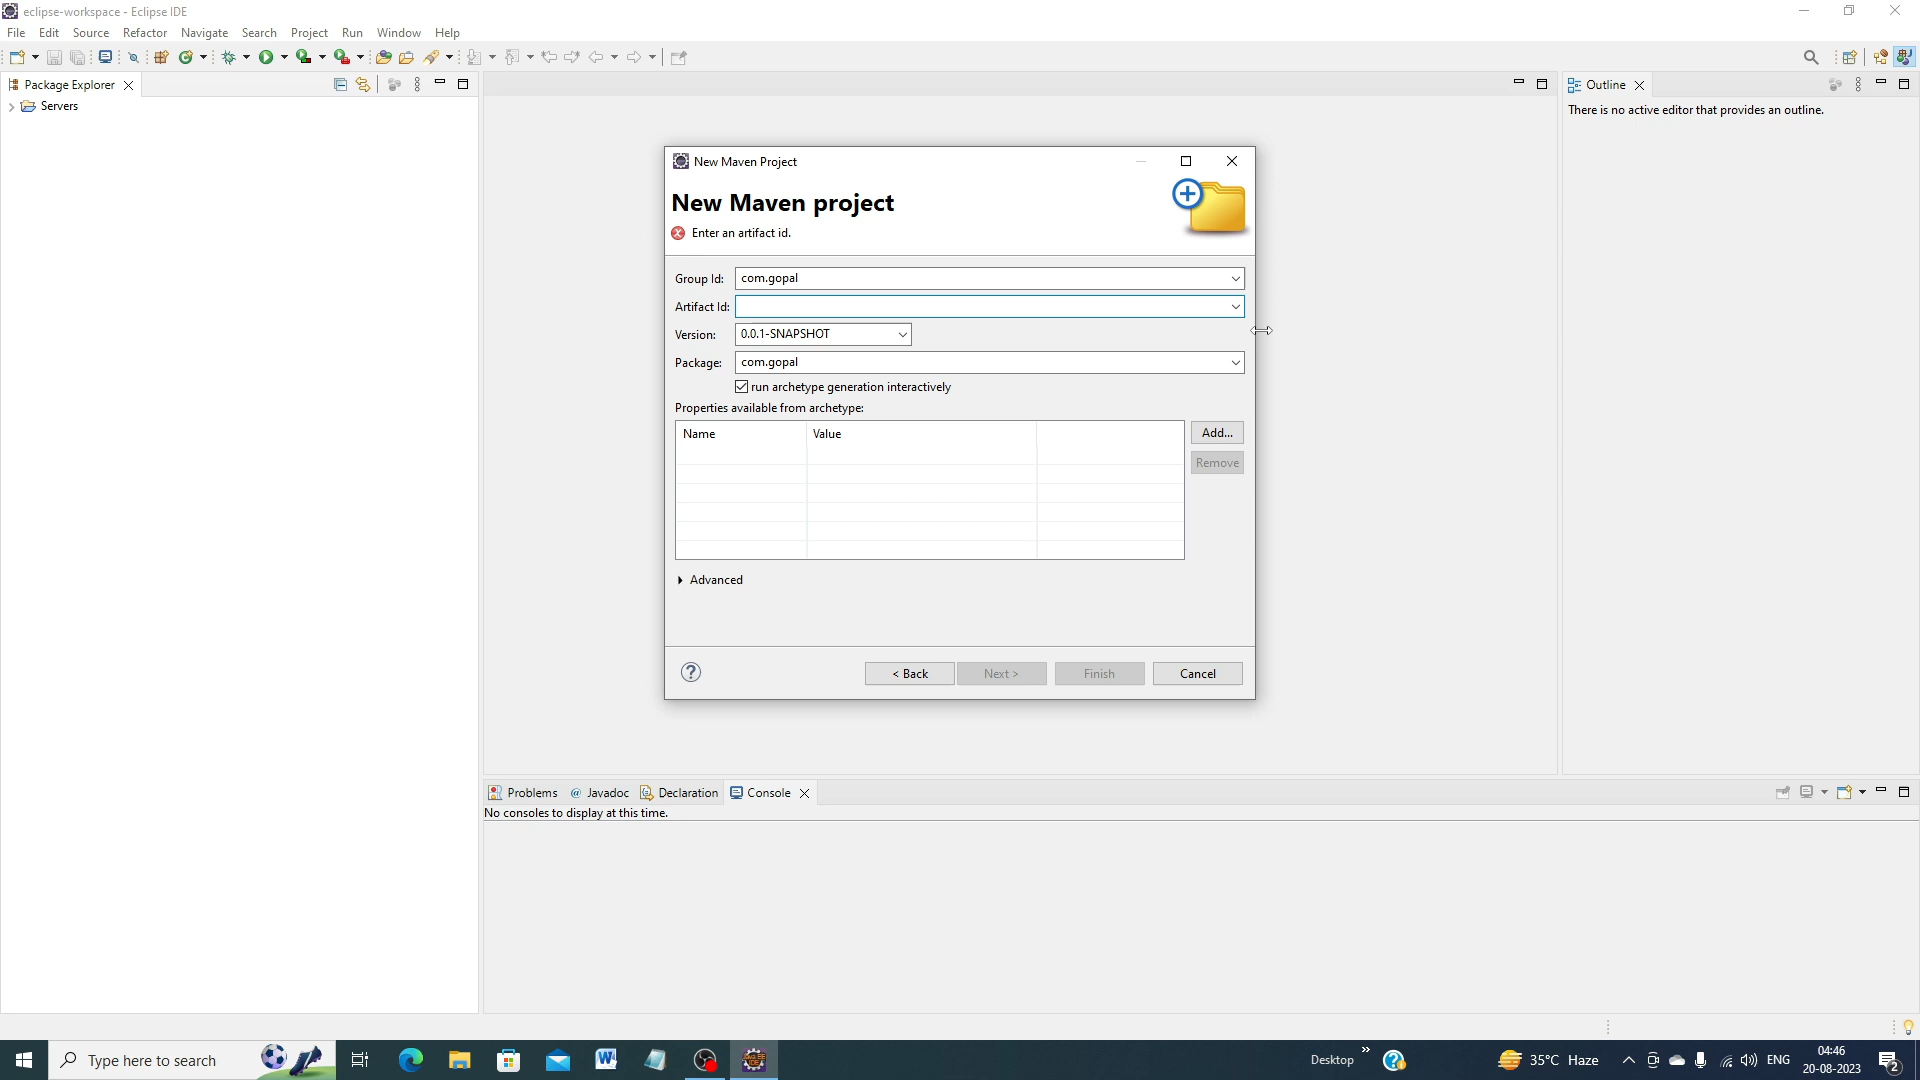 eclipse-workspace - Eclipse IDE
File Edit Source Refactor Navigate Search Project Run Window Help
Package Explorer
Outline
Servers
There is no active editor that provides an outline.
New Maven Project
New Maven project
Enter an artifact id.
Group Id: com.gopal
Artifact Id:
Version: 0.0.1-SNAPSHOT
Package: com.gopal
run archetype generation interactively
Properties available from archetype:
Name Value
Add...
Remove
Advanced
< Back Next > Finish Cancel
Problems Javadoc Declaration Console
No consoles to display at this time.
Type here to search
Desktop
35°C Haze
ENG
04:46
20-08-2023
2